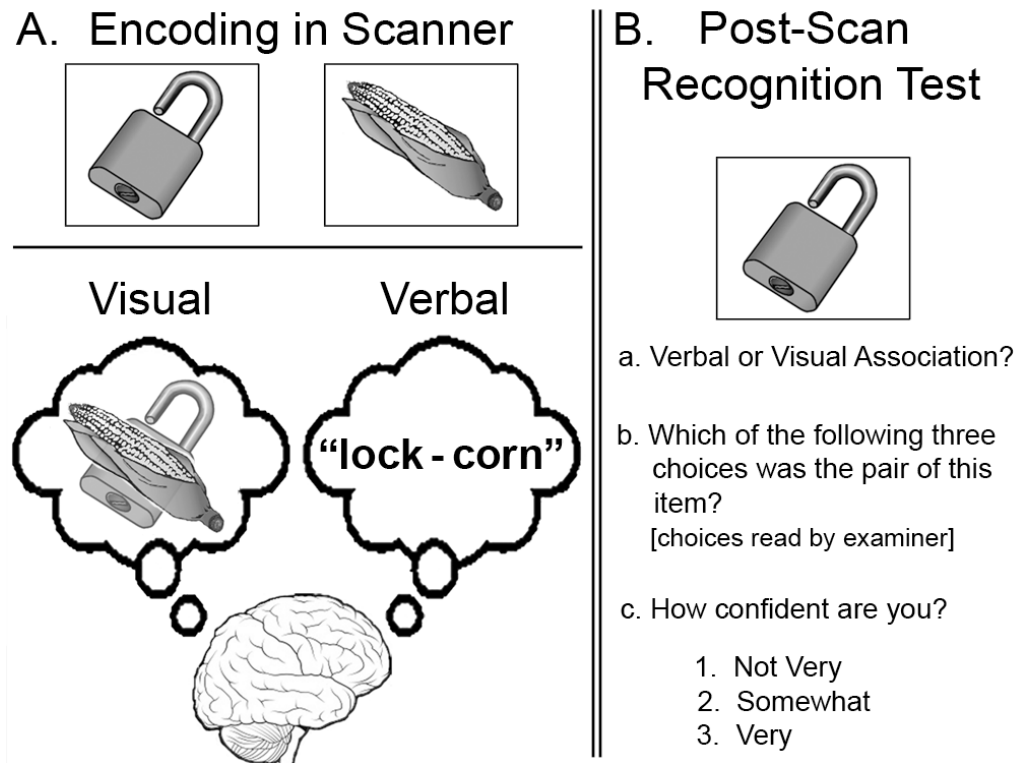 A. Encoding in Scanner
Visual
Verbal
“lock - corn”
B. Post-Scan
Recognition Test
a. Verbal or Visual Association?
b. Which of the following three
choices was the pair of this
item?
[choices read by examiner]
c. How confident are you?
1. Not Very
2. Somewhat
3. Very